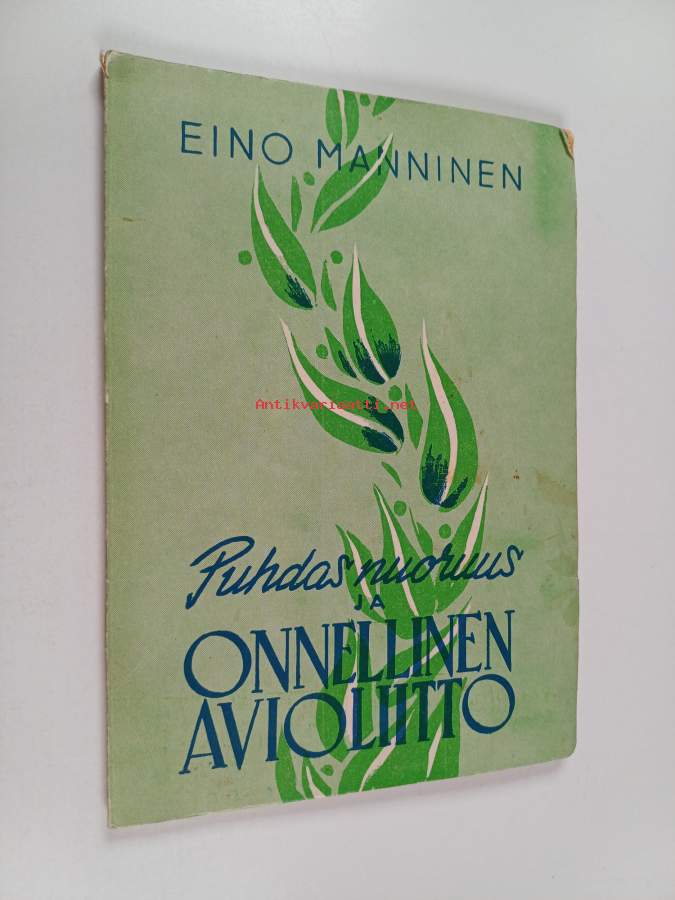 EINO MANNINEN
Antikvariaatti.net
Puhdas nuoruus
JA
ONNELLINEN
AVIOLIITTO